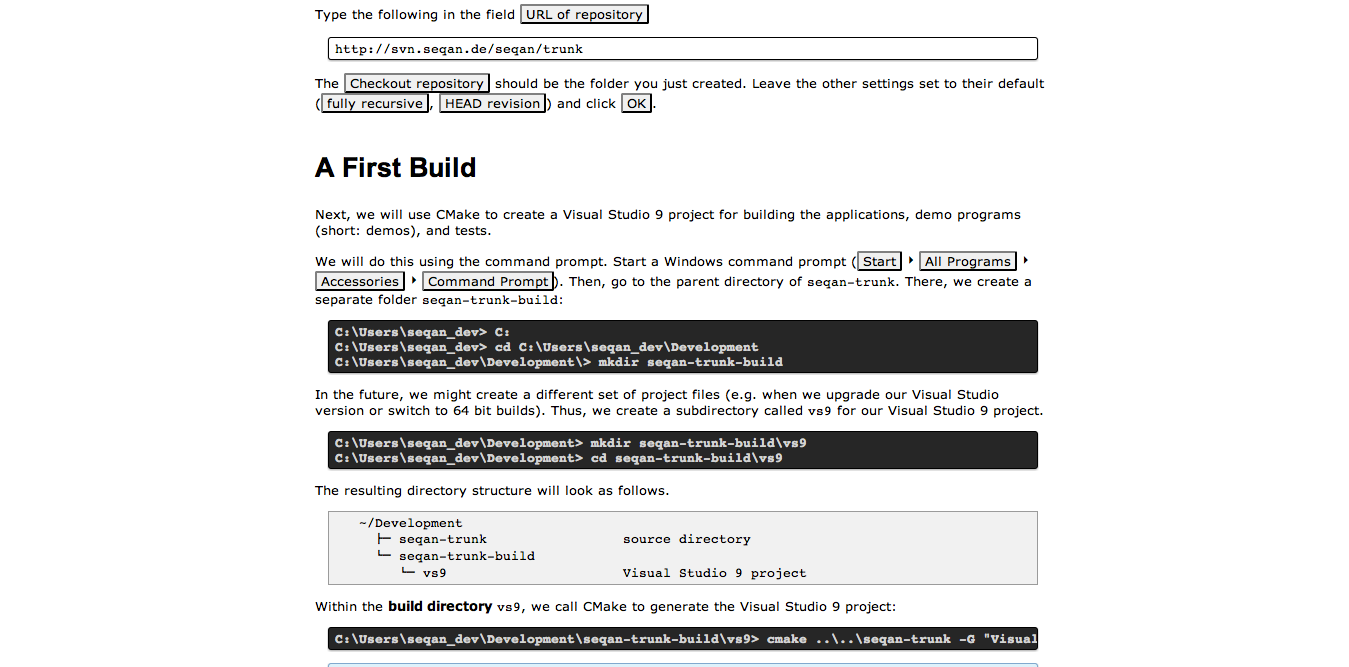 Type the following in the field URL of repository
http://svn.seqan.de/seqan/trunk
The Checkout repository should be the folder you just created. Leave the other settings set to their default
(fully recursive, HEAD revision) and click OK.
A First Build
Next, we will use CMake to create a Visual Studio 9 project for building the applications, demo programs
(short: demos), and tests.
We will do this using the command prompt. Start a Windows command prompt (Start ‣ All Programs ‣
Accessories ‣ Command Prompt). Then, go to the parent directory of seqan-trunk. There, we create a
separate folder seqan-trunk-build:
C:\Users\seqan_dev> C:
C:\Users\seqan_dev> cd C:\Users\seqan_dev\Development
C:\Users\seqan_dev\Development\> mkdir seqan-trunk-build
In the future, we might create a different set of project files (e.g. when we upgrade our Visual Studio
version or switch to 64 bit builds). Thus, we create a subdirectory called vs9 for our Visual Studio 9 project.
C:\Users\seqan_dev\Development> mkdir seqan-trunk-build\vs9
C:\Users\seqan_dev\Development> cd seqan-trunk-build\vs9
The resulting directory structure will look as follows.
~/Development
├─ seqan-trunk source directory
└─ seqan-trunk-build
└─ vs9 Visual Studio 9 project
Within the build directory vs9, we call CMake to generate the Visual Studio 9 project:
C:\Users\seqan_dev\Development\seqan-trunk-build\vs9> cmake ..\..\seqan-trunk -G "Visual